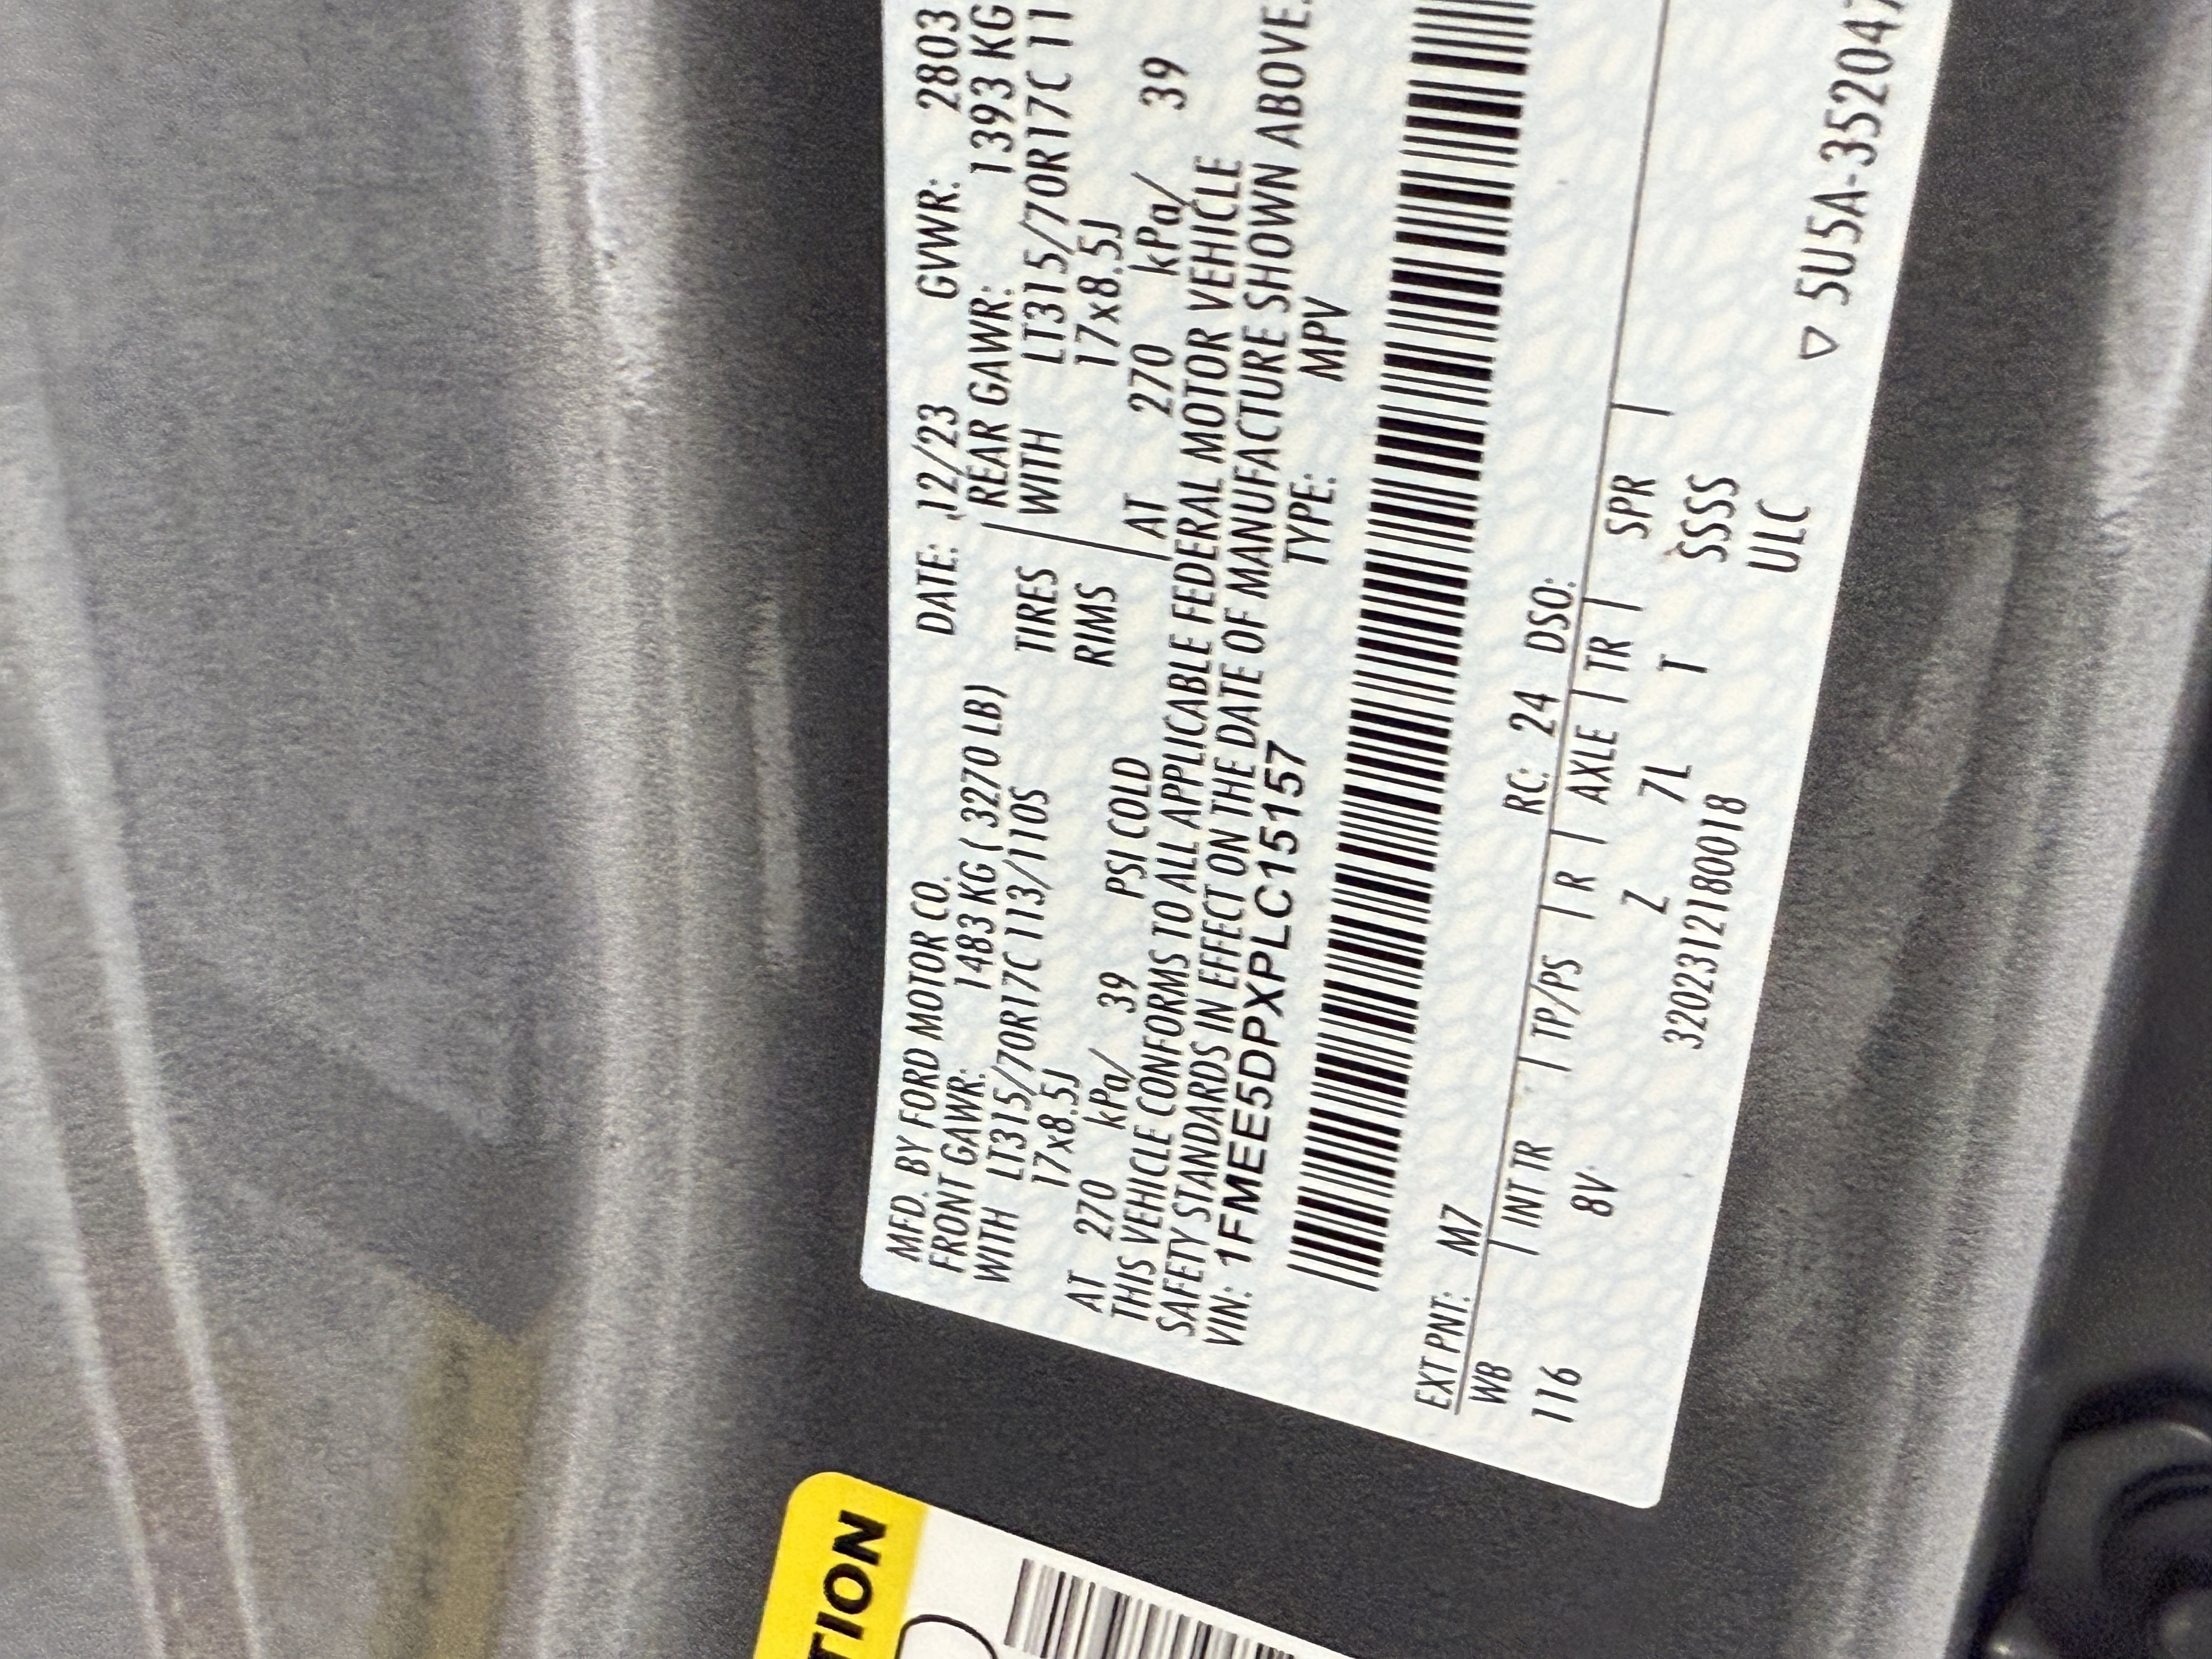 MFD. BY FORD MOTOR CO. DATE: 12/23 GVWR: 2803
FRONT GAWR: 1483 KG ( 3270 LB) REAR GAWR: 1393 KG
WITH LT315/70R17C 113/110S TIRES WITH LT315/70R17C 11
17x8.5J RIMS 17x8.5J
AT 270 kPa/ 39 PSI COLD AT 270 kPa/ 39
THIS VEHICLE CONFORMS TO ALL APPLICABLE FEDERAL MOTOR VEHICLE
SAFETY STANDARDS IN EFFECT ON THE DATE OF MANUFACTURE SHOWN ABOVE.
VIN: 1FMEE5DPXPLC15157 TYPE: MPV
EXT PNT: M7 RC: 24 DSO:
WB INT TR TP/PS R AXLE TR SPR
116 8V Z 7L T SSSS
3202312180018 ULC
▽ 5U5A-352047
TION